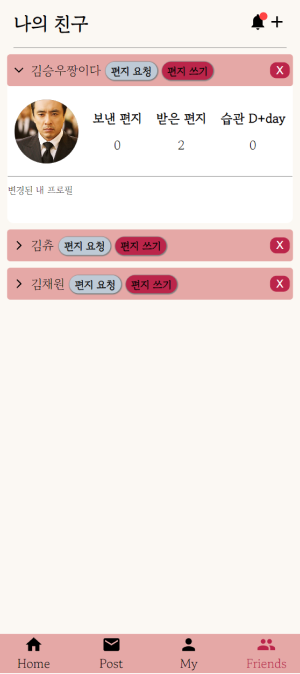 나의 친구
김승우짱이다 편지 요청 편지 쓰기 X
보낸 편지 받은 편지 습관 D+day
0 2 0
변경된 내 프로필
김츄 편지 요청 편지 쓰기 X
김채원 편지 요청 편지 쓰기 X
Home Post My Friends